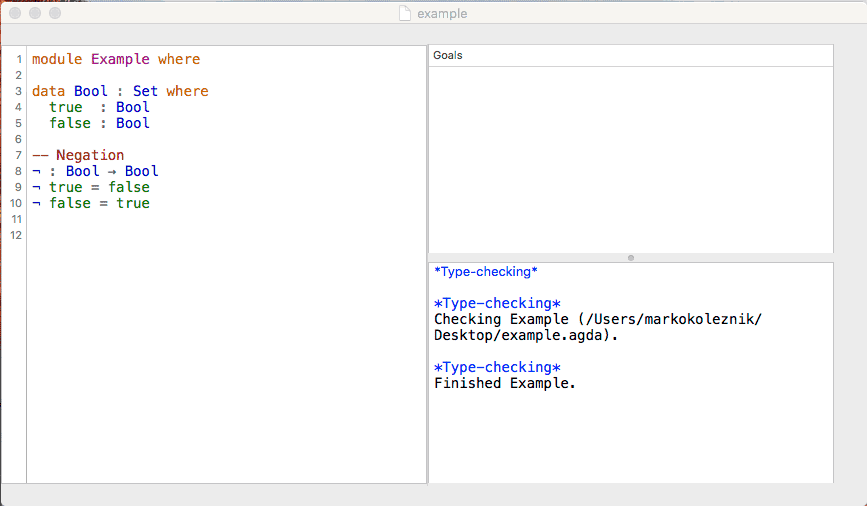 example
1 module Example where
2
3 data Bool : Set where
4   true  : Bool
5   false : Bool
6
7 -- Negation
8 ¬ : Bool → Bool
9 ¬ true = false
10 ¬ false = true
11
12
Goals
*Type-checking*
*Type-checking*
Checking Example (/Users/markokoleznik/
Desktop/example.agda).
*Type-checking*
Finished Example.